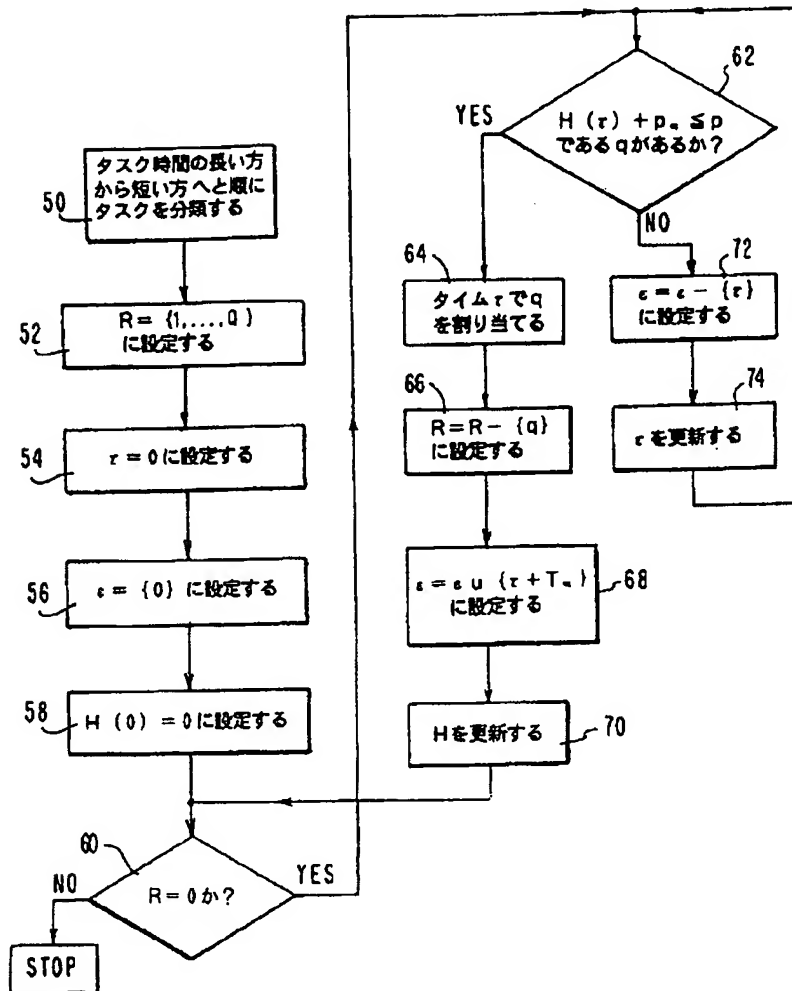 50
タスク時間の長い方
から短い方へと順に
タスクを分類する
52
R= {1,...,Q}
に設定する
54
τ=0に設定する
56
ε= {0} に設定する
58
H (0) =0に設定する
60
R=0か?
NO
YES
STOP
62
H (τ) +p q ≦p
であるqがあるか?
YES
NO
64
タイムτでq
を割り当てる
66
R=R- {q}
に設定する
68
ε=ε u {τ+T q}
に設定する
70
Hを更新する
72
ε=ε- {τ}
に設定する
74
τを更新する